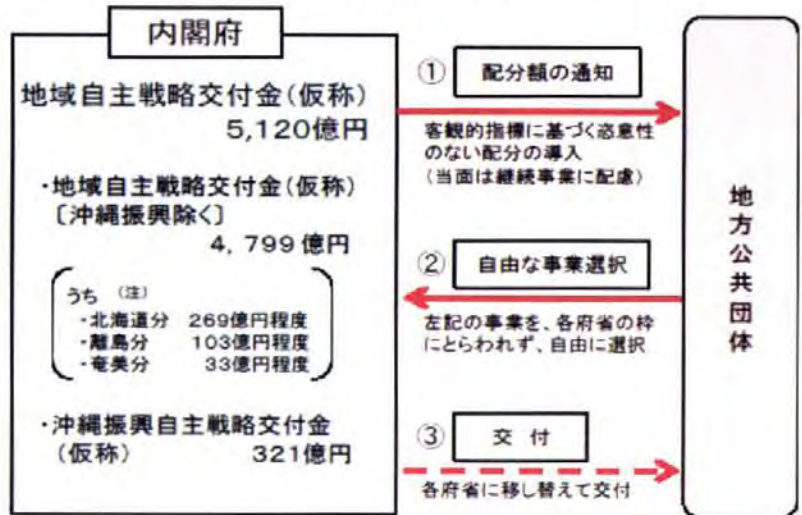 内閣府
地域自主戦略交付金(仮称)
5,120億円
・地域自主戦略交付金(仮称)
〔沖縄振興除く〕
4,799億円
うち (注)
・北海道分 269億円程度
・離島分 103億円程度
・奄美分 33億円程度
・沖縄振興自主戦略交付金
(仮称) 321億円
① 配分額の通知
客観的指標に基づく恣意性
のない配分の導入
(当面は継続事業に配慮)
② 自由な事業選択
左記の事業を、各府省の枠
にとらわれず、自由に選択
③ 交 付
各府省に移し替えて交付
地方公共団体